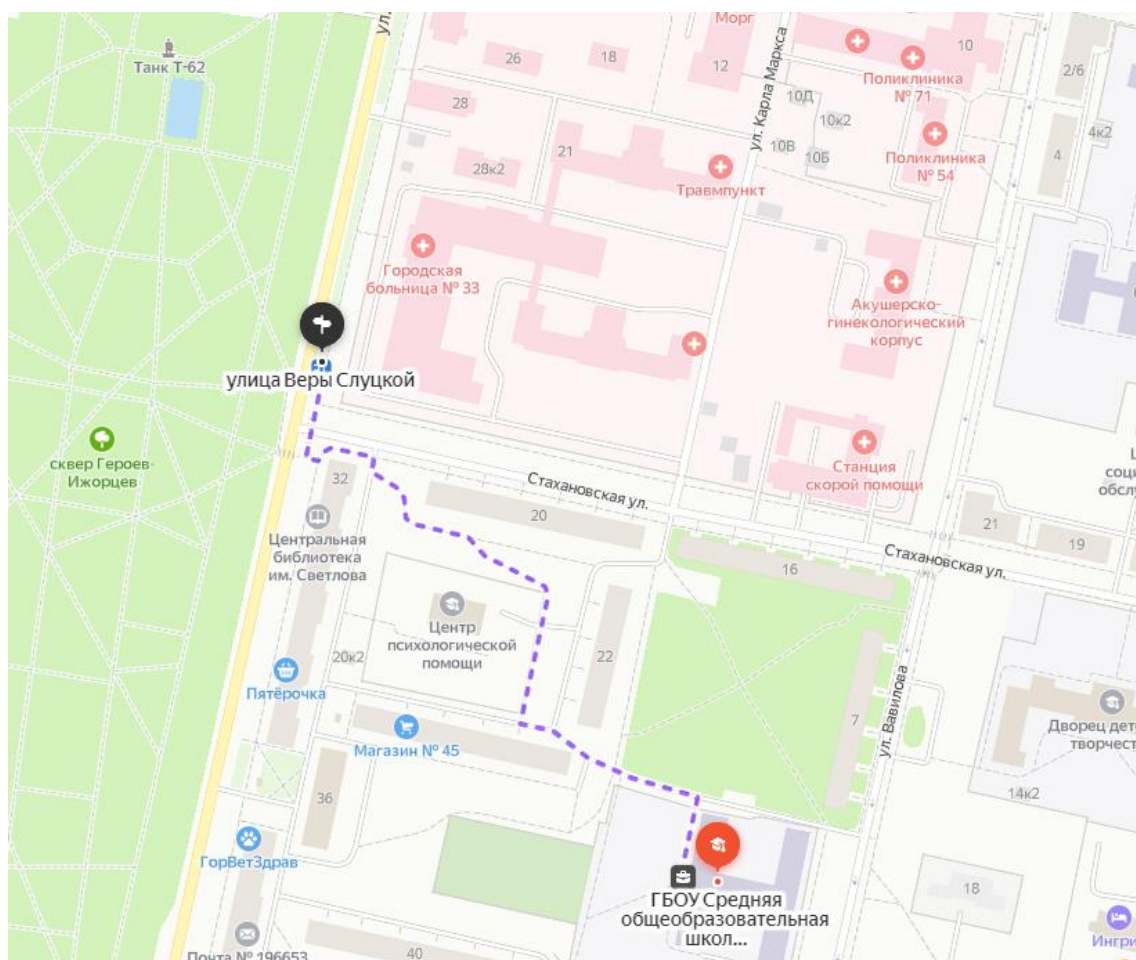 Морг
ул.
Танк Т-62
26
18
12
10
2/6
Поликлиника
№ 71
ул. Карла Маркса
28
10Д
10к2
4к2
21
10В
10Б
4
28к2
Поликлиника
№ 54
Травмпункт
Городская
больница № 33
Акушерско-
гинекологический
корпус
улица Веры Слуцкой
сквер Героев-
Ижорцев
Станция
скорой помощи
32
Стахановская ул.
20
21
19
Центральная
библиотека
им. Светлова
16
Стахановская ул.
Центр
психологической
помощи
20к2
22
Пятёрочка
Магазин № 45
7
ул. Вавилова
36
14к2
ГорВетЗдрав
18
ГБОУ Средняя
общеобразовательная
школ...
40
Почта № 196653